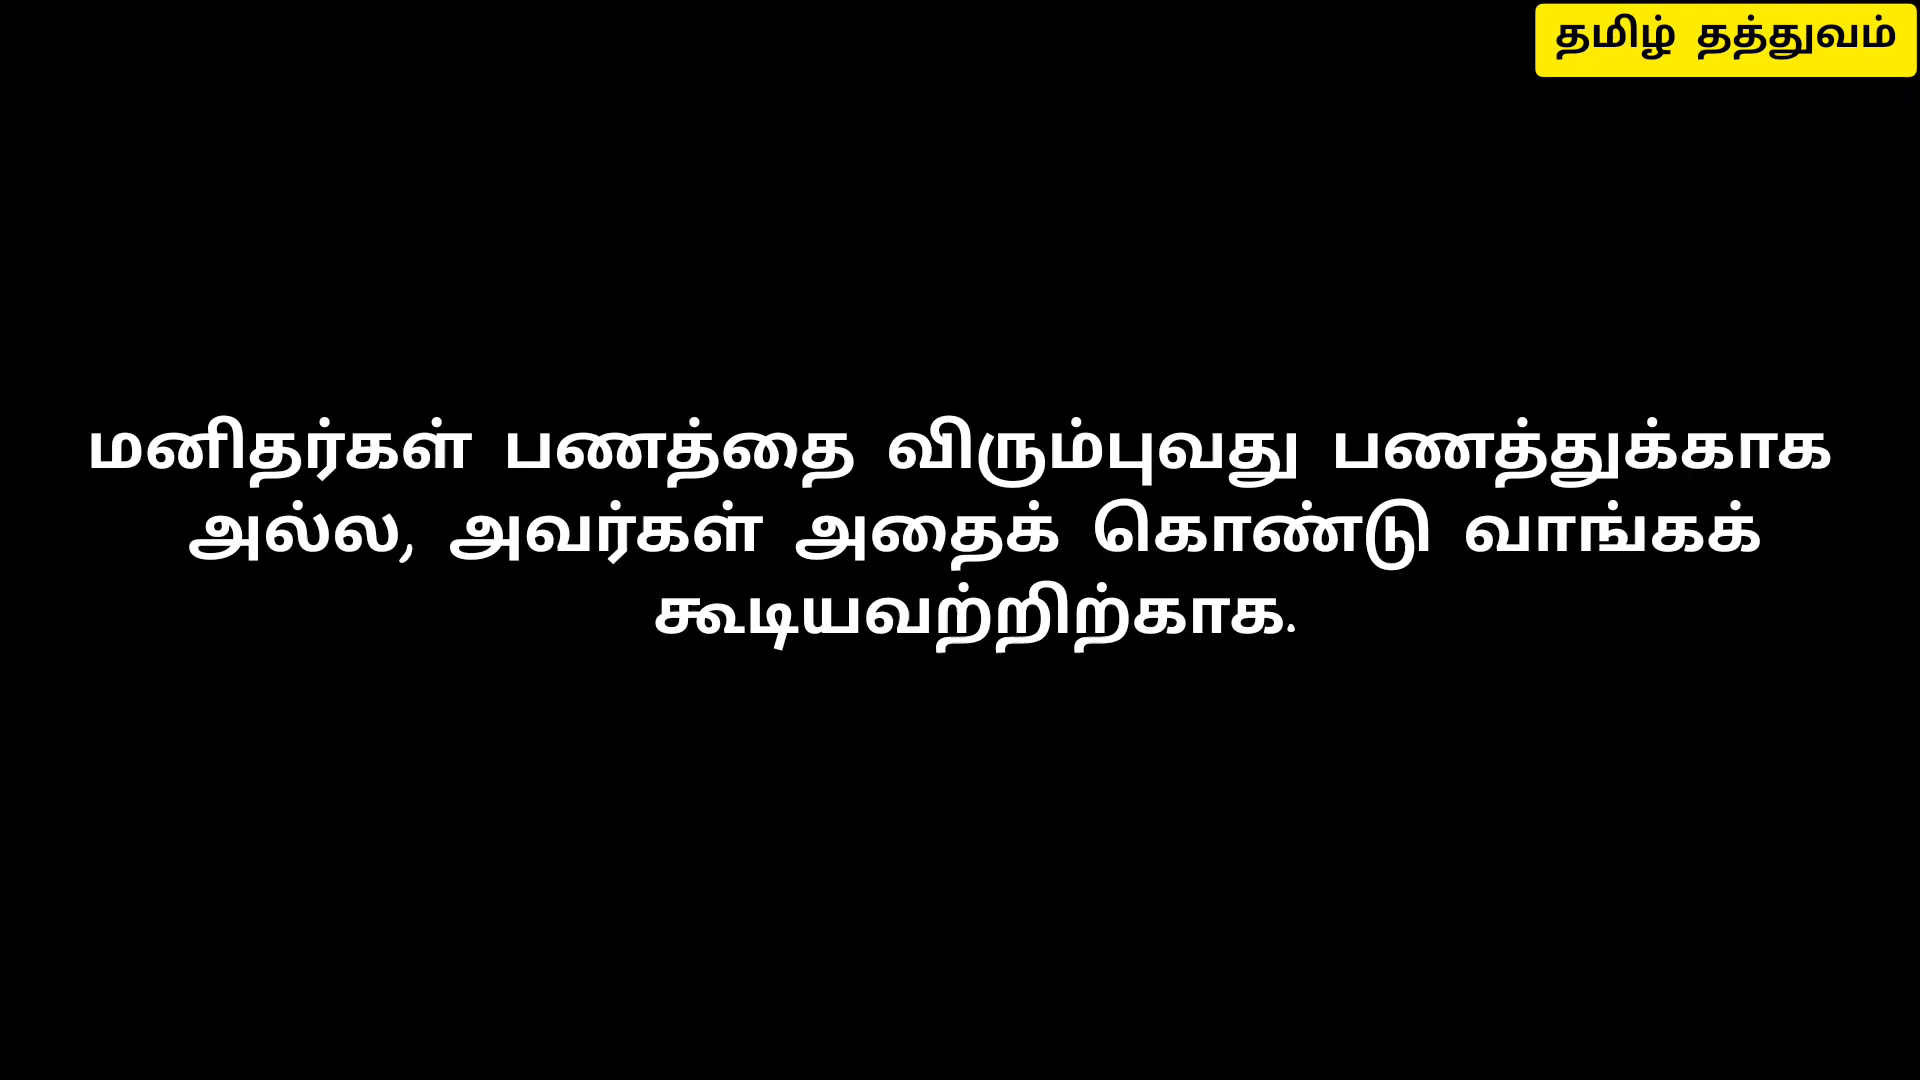 தமிழ் தத்துவம்
மனிதர்கள் பணத்தை விரும்புவது பணத்துக்காக
அல்ல, அவர்கள் அதைக் கொண்டு வாங்கக்
கூடியவற்றிற்காக.